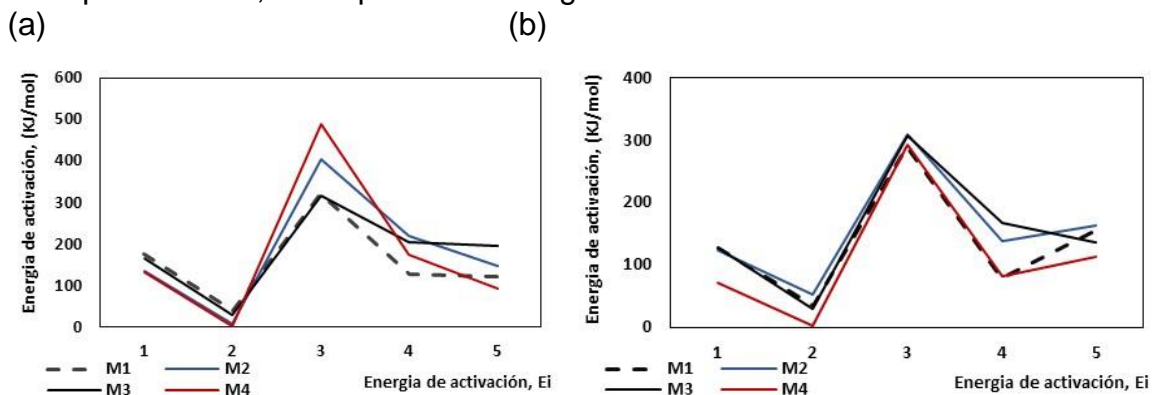 (a) (b)
Energia de activación, (KJ/mol)
600
500
400
300
200
100
0
1 2 3 4 5
M1 M2
M3 M4
Energia de activación, Ei
Energia de activación, (KJ/mol)
400
300
200
100
0
1 2 3 4 5
M1 M2
M3 M4
Energia de activación, Ei